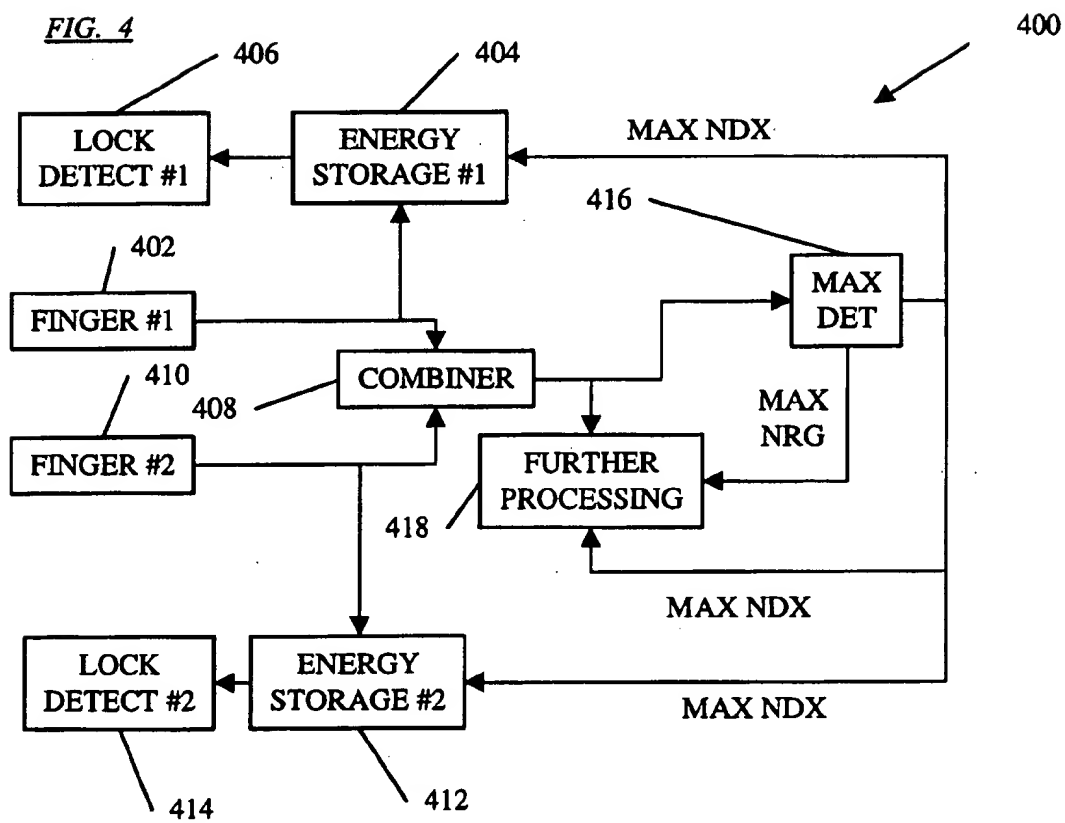 FIG. 4
400
406
404
LOCK
DETECT #1
ENERGY
STORAGE #1
MAX NDX
416
402
FINGER #1
MAX
DET
410
408
COMBINER
MAX
NRG
FINGER #2
FURTHER
PROCESSING
418
MAX NDX
LOCK
DETECT #2
ENERGY
STORAGE #2
MAX NDX
414
412